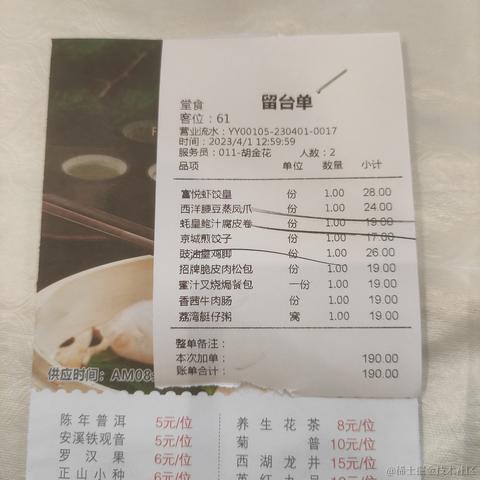 留台单
堂食
客位：61
营业流水：YY00105-230401-0017
时间：2023/4/1 12:59:59
服务员：011-胡金花 人数：2
品项 单位 数量 小计
富悦虾饺皇 份 1.00 28.00
西洋腰豆蒸凤爪 份 1.00 24.00
蚝皇鲍汁腐皮卷 份 1.00 19.00
京城煎饺子 份 1.00 17.00
豉油皇鸡脚 份 1.00 26.00
招牌脆皮肉松包 份 1.00 19.00
蜜汁叉烧焗餐包 一份 1.00 19.00
香茜牛肉肠 份 1.00 19.00
荔湾艇仔粥 窝 1.00 19.00
整单备注：
本次加单： 190.00
账单合计： 190.00
供应时间：AM08:
陈年普洱 5元/位 养生花茶 8元/位
安溪铁观音 5元/位 菊普 10元/位
罗汉果 6元/位 西湖龙井 15元/位
正山小种 6元/位
@稀土掘金技术社区